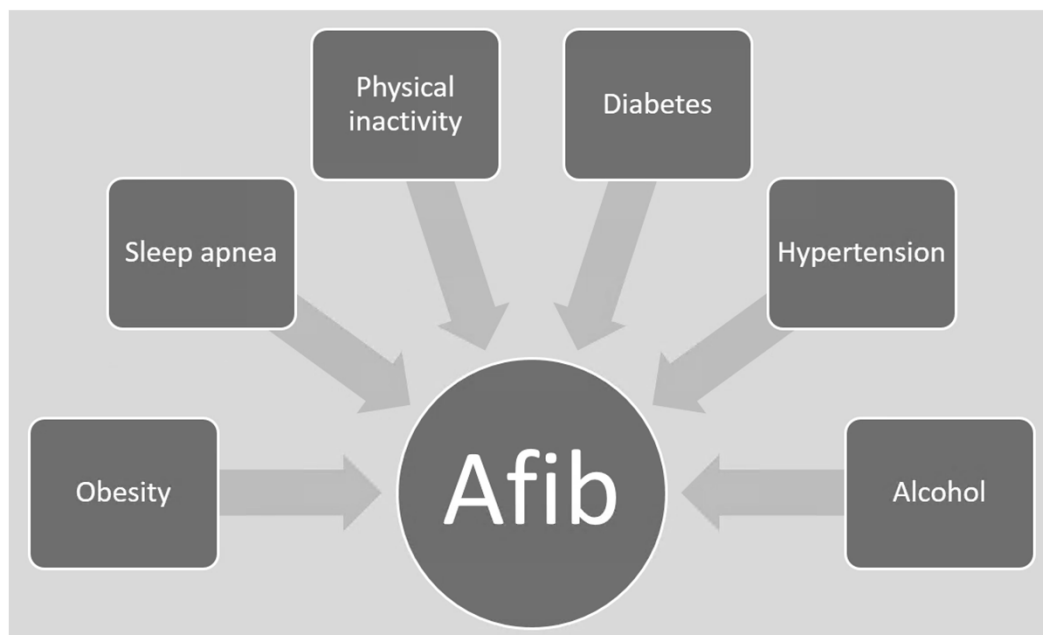 Physical
inactivity
Diabetes
Sleep apnea
Hypertension
Obesity
Afib
Alcohol